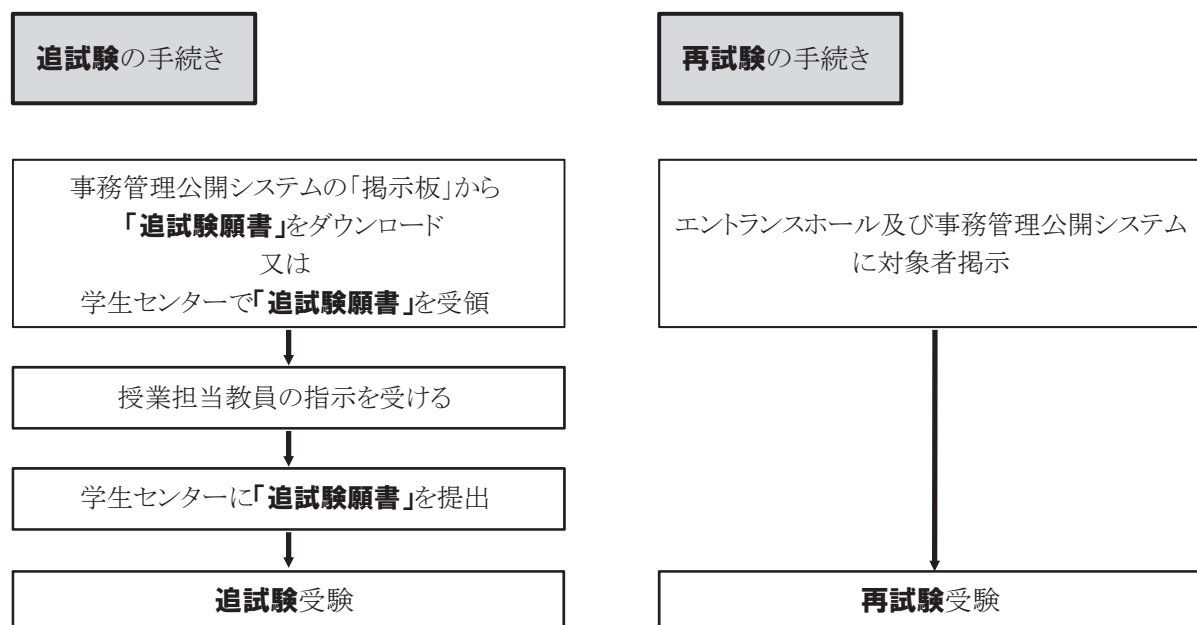 追試験の手続き
事務管理公開システムの「掲示板」から
「追試験願書」をダウンロード
又は
学生センターで「追試験願書」を受領
授業担当教員の指示を受ける
学生センターに「追試験願書」を提出
追試験受験
再試験の手続き
エントランスホール及び事務管理公開システム
に対象者掲示
再試験受験